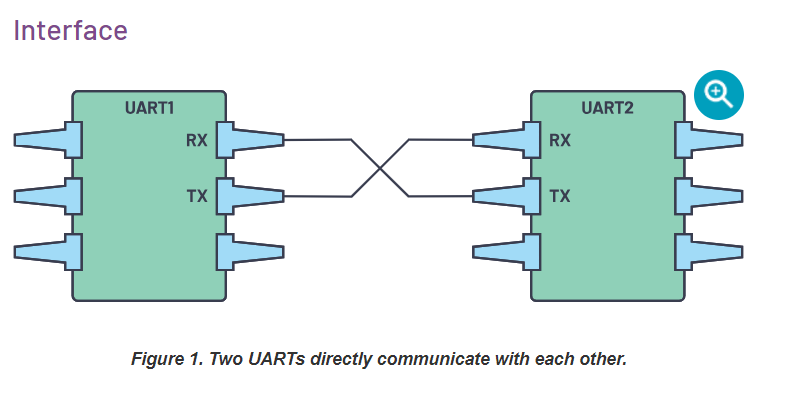 Interface
UART1
UART2
RX
RX
TX
TX
Figure 1. Two UARTs directly communicate with each other.